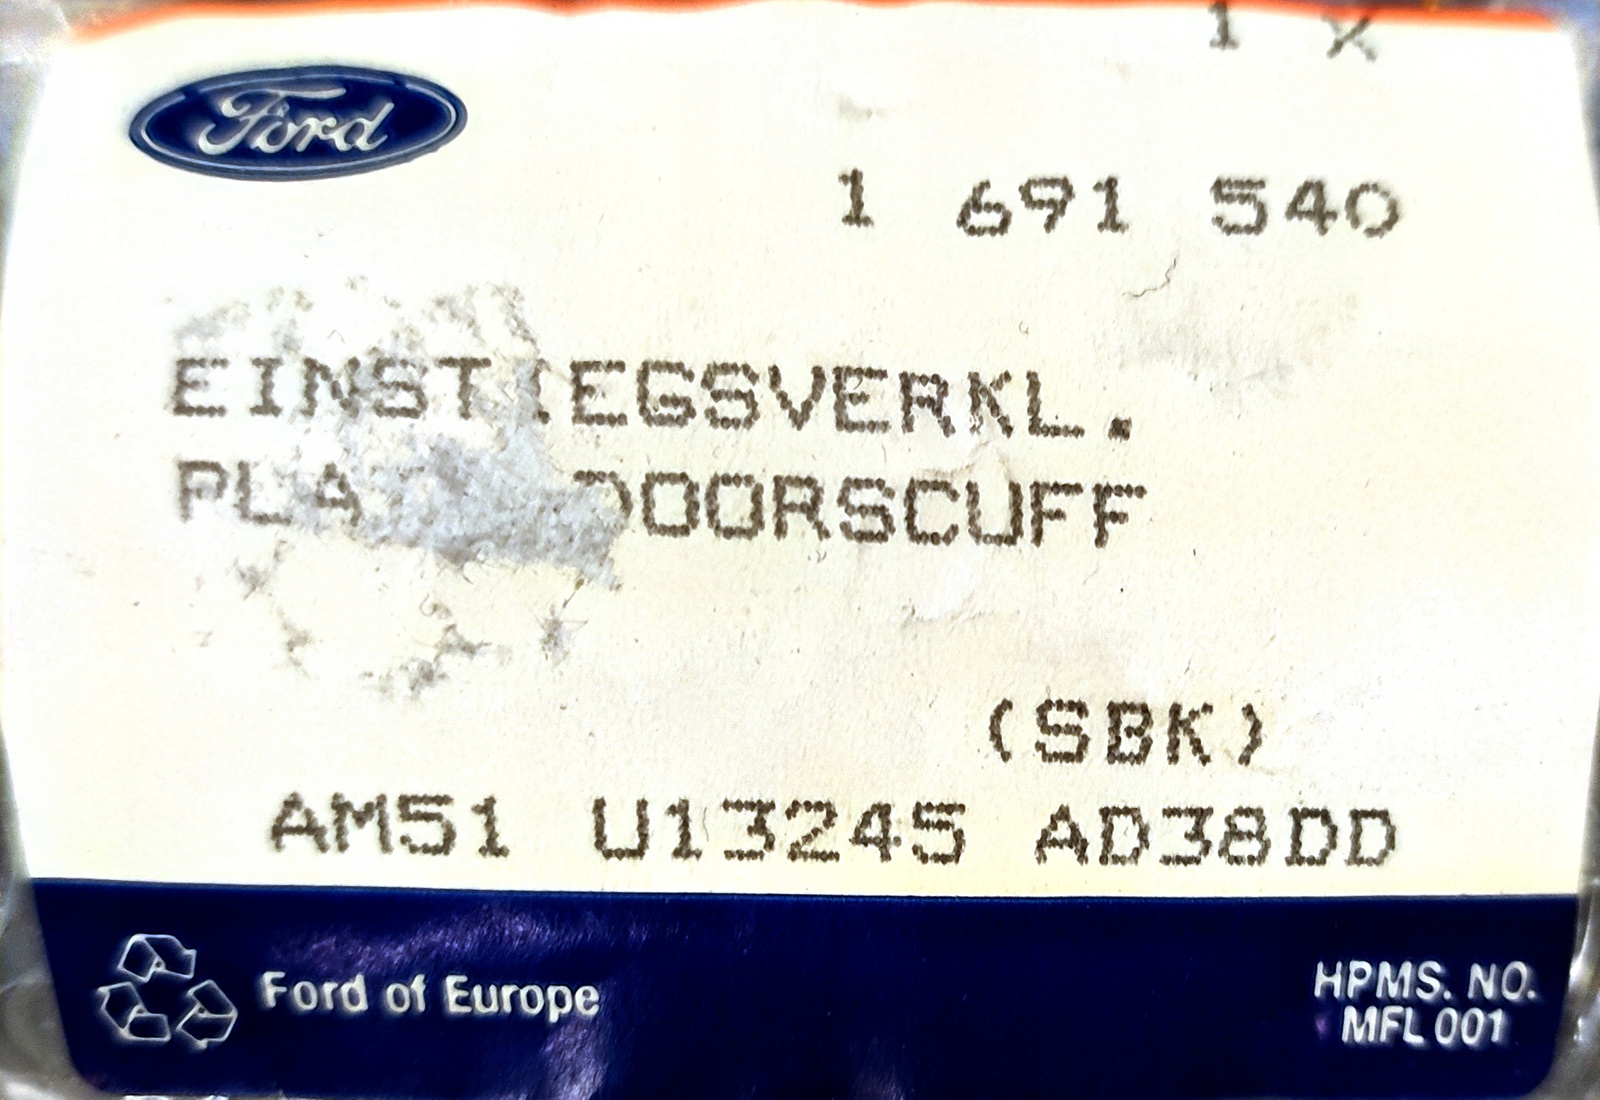 1 X
Ford
1 691 540
EINSTIEGSVERKL.
DOORSCUFF
(SBK)
AM51 U13245 AD38DD
Ford of Europe
HPMS. NO.
MFL 001